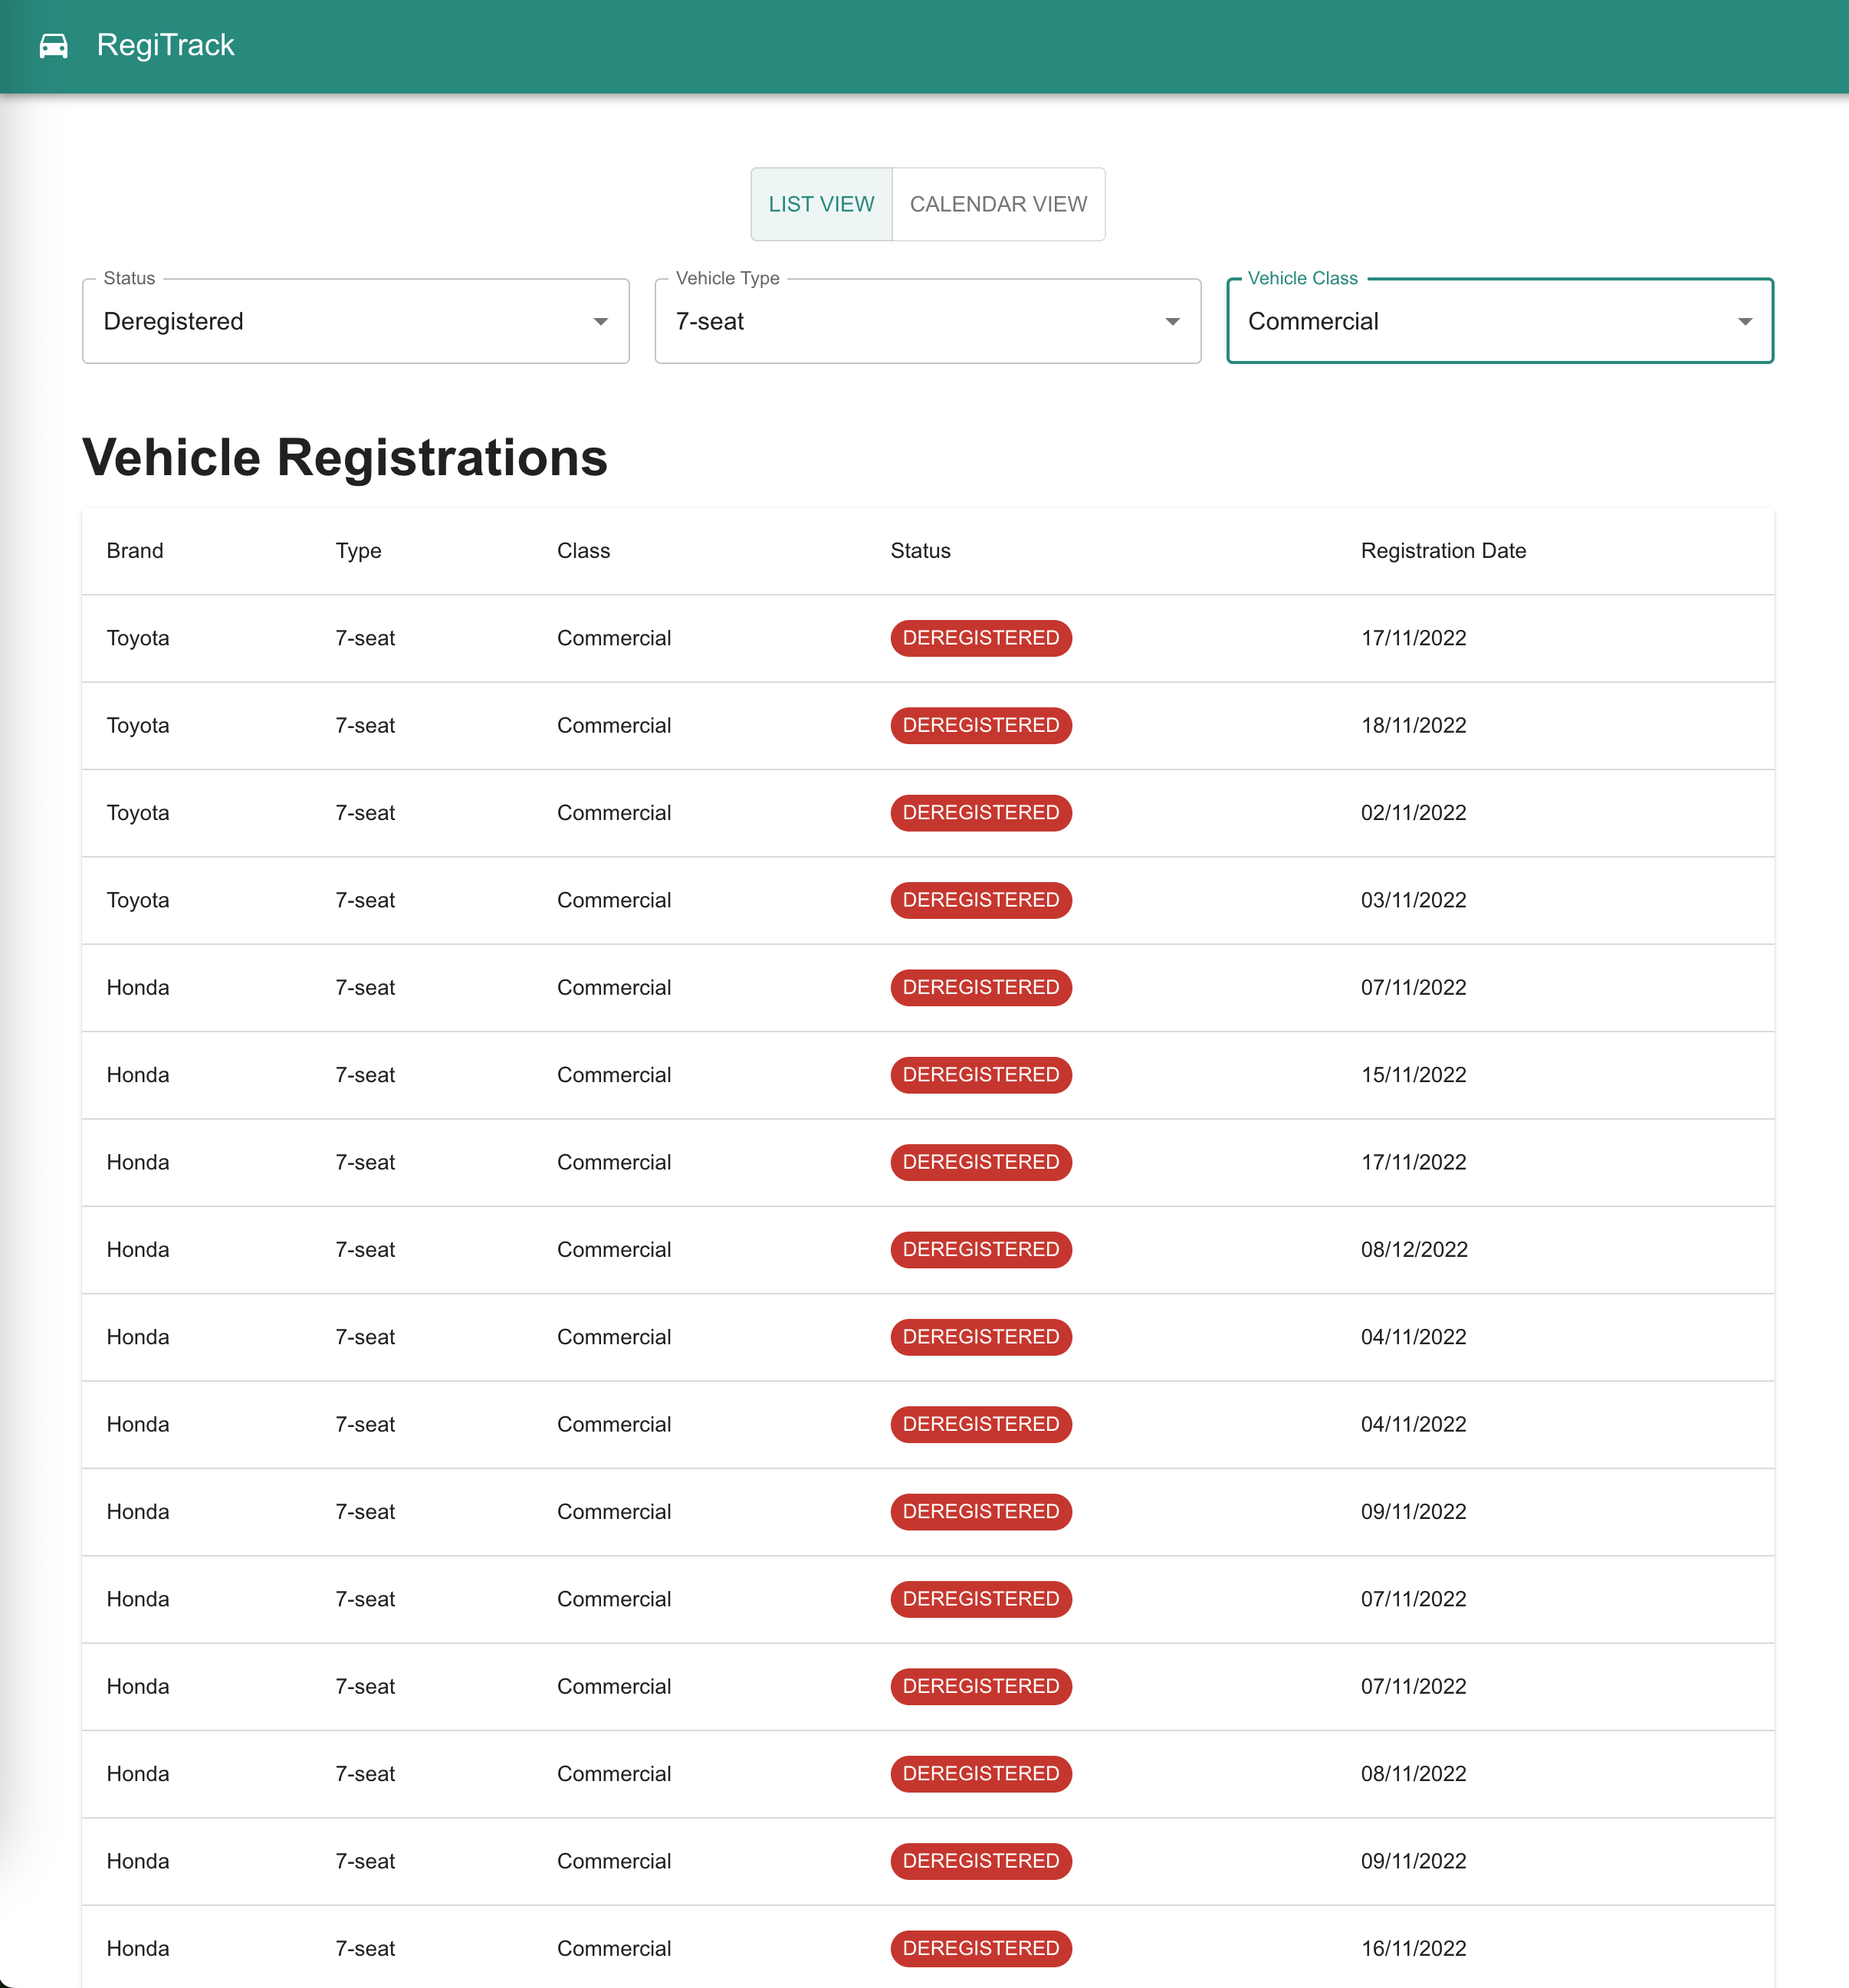 RegiTrack
LIST VIEW CALENDAR VIEW
Status Vehicle Type Vehicle Class
Deregistered 7-seat Commercial
Vehicle Registrations
Brand Type Class Status Registration Date
Toyota 7-seat Commercial DEREGISTERED 17/11/2022
Toyota 7-seat Commercial DEREGISTERED 18/11/2022
Toyota 7-seat Commercial DEREGISTERED 02/11/2022
Toyota 7-seat Commercial DEREGISTERED 03/11/2022
Honda 7-seat Commercial DEREGISTERED 07/11/2022
Honda 7-seat Commercial DEREGISTERED 15/11/2022
Honda 7-seat Commercial DEREGISTERED 17/11/2022
Honda 7-seat Commercial DEREGISTERED 08/12/2022
Honda 7-seat Commercial DEREGISTERED 04/11/2022
Honda 7-seat Commercial DEREGISTERED 04/11/2022
Honda 7-seat Commercial DEREGISTERED 09/11/2022
Honda 7-seat Commercial DEREGISTERED 07/11/2022
Honda 7-seat Commercial DEREGISTERED 07/11/2022
Honda 7-seat Commercial DEREGISTERED 08/11/2022
Honda 7-seat Commercial DEREGISTERED 09/11/2022
Honda 7-seat Commercial DEREGISTERED 16/11/2022